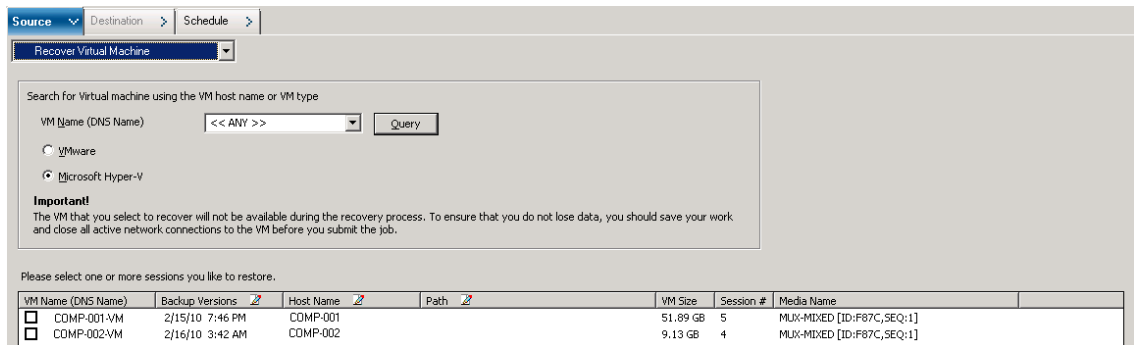 Source Destination Schedule
Recover Virtual Machine
Search for Virtual machine using the VM host name or VM type
VM Name (DNS Name) << ANY >> Query
VMware
Microsoft Hyper-V
Important!
The VM that you select to recover will not be available during the recovery process. To ensure that you do not lose data, you should save your work
and close all active network connections to the VM before you submit the job.
Please select one or more sessions you like to restore.
VM Name (DNS Name) Backup Versions Host Name Path VM Size Session # Media Name
COMP-001-VM 2/15/10 7:46 PM COMP-001 51.89 GB 5 MUX-MIXED [ID:F87C,SEQ:1]
COMP-002-VM 2/16/10 3:42 AM COMP-002 9.13 GB 4 MUX-MIXED [ID:F87C,SEQ:1]